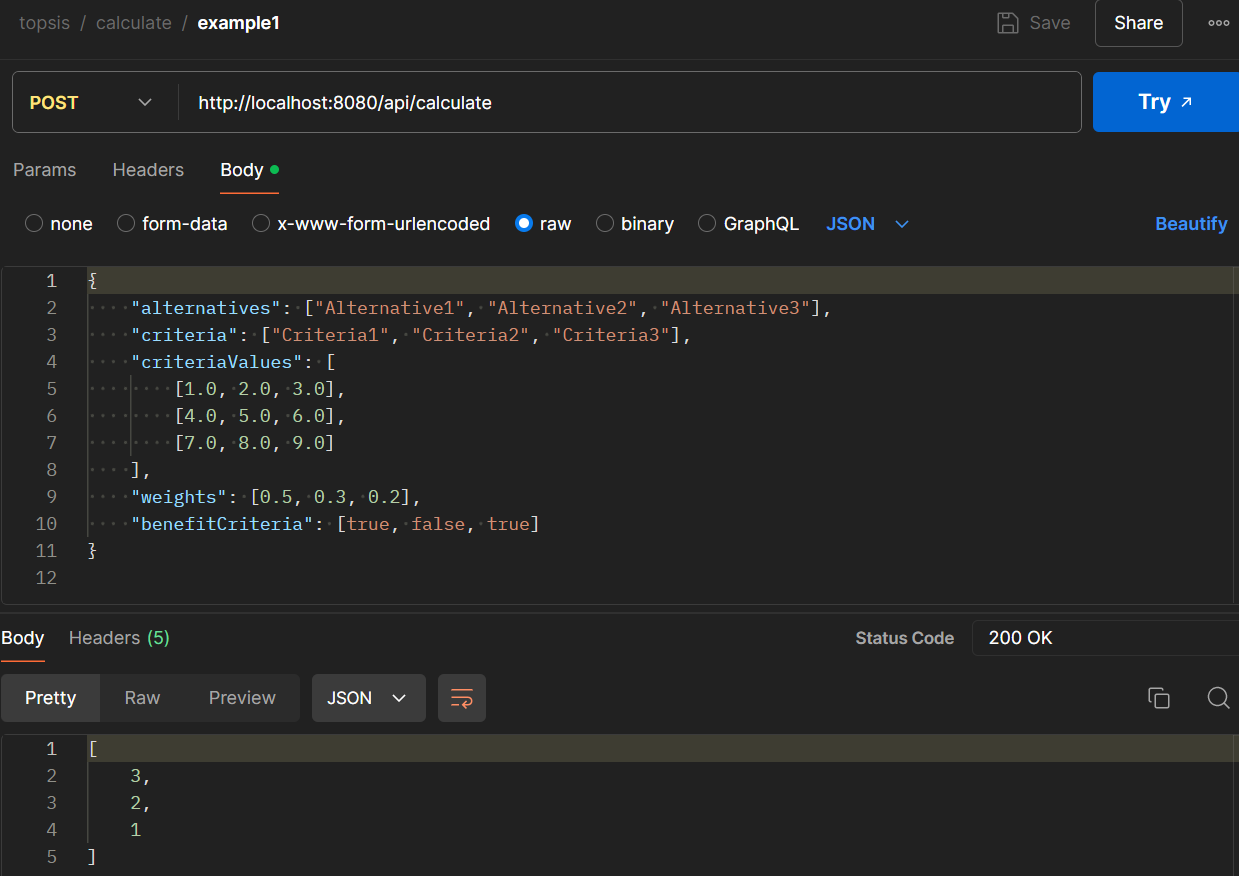 topsis / calculate / example1 Save Share
POST http://localhost:8080/api/calculate Try
Params Headers Body
none form-data x-www-form-urlencoded raw binary GraphQL JSON Beautify
1 {
2 "alternatives": ["Alternative1", "Alternative2", "Alternative3"],
3 "criteria": ["Criteria1", "Criteria2", "Criteria3"],
4 "criteriaValues": [
5 [1.0, 2.0, 3.0],
6 [4.0, 5.0, 6.0],
7 [7.0, 8.0, 9.0]
8 ],
9 "weights": [0.5, 0.3, 0.2],
10 "benefitCriteria": [true, false, true]
11 }
12
Body Headers (5) Status Code 200 OK
Pretty Raw Preview JSON
1 [
2 3,
3 2,
4 1
5 ]